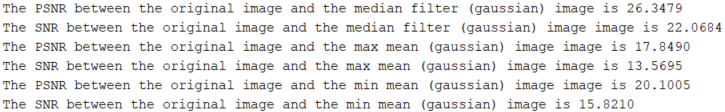 The PSNR between the original image and the median filter (gaussian) image is 26.3479
The SNR between the original image and the median filter (gaussian) image image is 22.0684
The PSNR between the original image and the max mean (gaussian) image image is 17.8490
The SNR between the original image and the max mean (gaussian) image is 13.5695
The PSNR between the original image and the min mean (gaussian) image image is 20.1005
The SNR between the original image and the min mean (gaussian) image is 15.8210